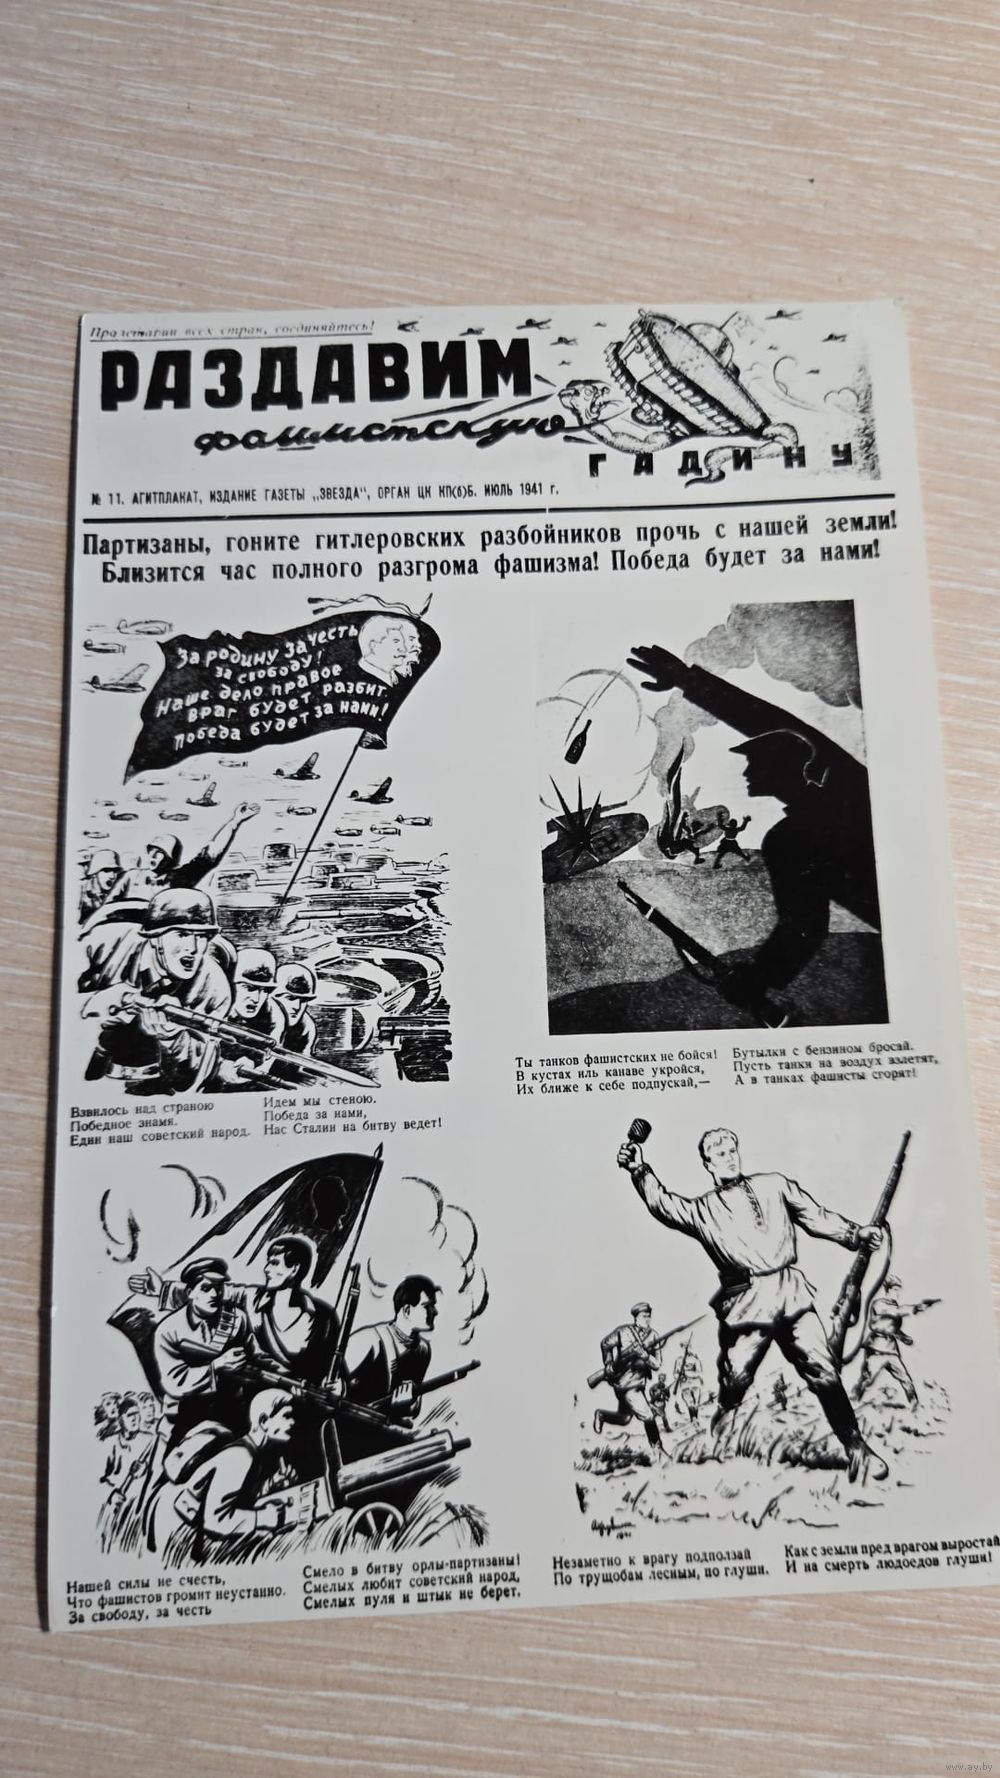 Пролетарии всех стран, соединяйтесь!
РАЗДАВИМ
фашистскую
ГАДИНУ
№ 11. АГИТПЛАКАТ, ИЗДАНИЕ ГАЗЕТЫ „ЗВЕЗДА", ОРГАН ЦК КП(б)Б. ИЮЛЬ 1941 г.
Партизаны, гоните гитлеровских разбойников прочь с нашей земли!
Близится час полного разгрома фашизма! Победа будет за нами!
За родину за честь
за свободу!
Наше дело правое
враг будет разбит.
победа будет за нами!
Взвилось над страною
Победное знамя.
Един наш советский народ.
Идем мы стеною.
Победа за нами,
Нас Сталин на битву ведет!
Ты танков фашистских не бойся!
В кустах иль канаве укройся,
Их ближе к себе подпускай,—
Бутылки с бензином бросай.
Пусть танки на воздух взлетят,
А в танках фашисты сгорят!
Нашей силы не счесть,
Что фашистов громит неустанно.
За свободу, за честь
Смело в битву орлы-партизаны!
Смелых любит советский народ,
Смелых пуля и штык не берет.
Незаметно к врагу подползай
По трущобам лесным, по глуши.
Как с земли пред врагом вырастай
И на смерть людоедов глуши!
www.ay.by